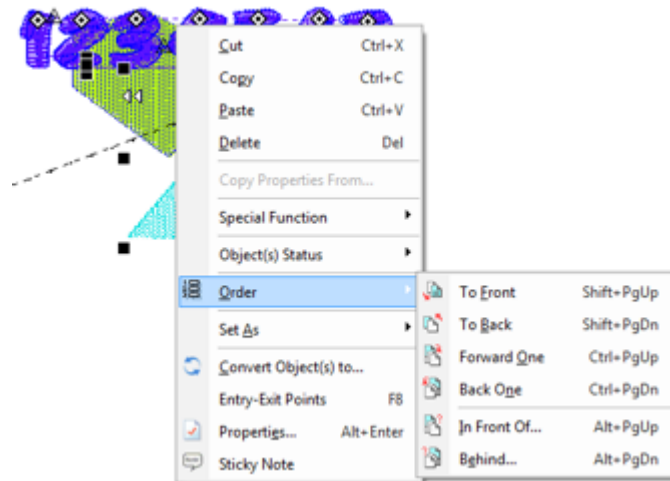 Cut Ctrl+X
Copy Ctrl+C
Paste Ctrl+V
Delete Del
Copy Properties From...
Special Function
Object(s) Status
Order
To Front Shift+PgUp
To Back Shift+PgDn
Forward One Ctrl+PgUp
Back One Ctrl+PgDn
In Front Of... Alt+PgUp
Behind... Alt+PgDn
Set As
Convert Object(s) to...
Entry-Exit Points F8
Properties... Alt+Enter
Sticky Note